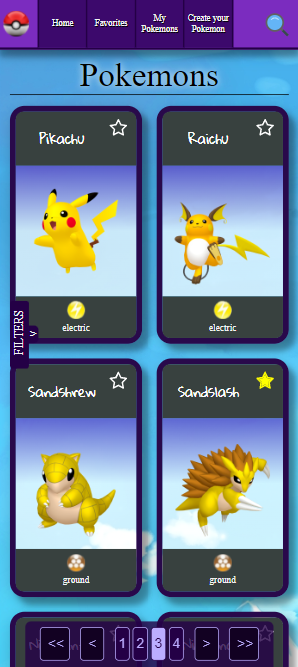 Home
Favorites
My
Pokemons
Create your
Pokemon
Pokemons
Pikachu
Raichu
electric
electric
FILTERS
>
Sandshrew
Sandslash
ground
ground
<< < 1 2 3 4 > >>